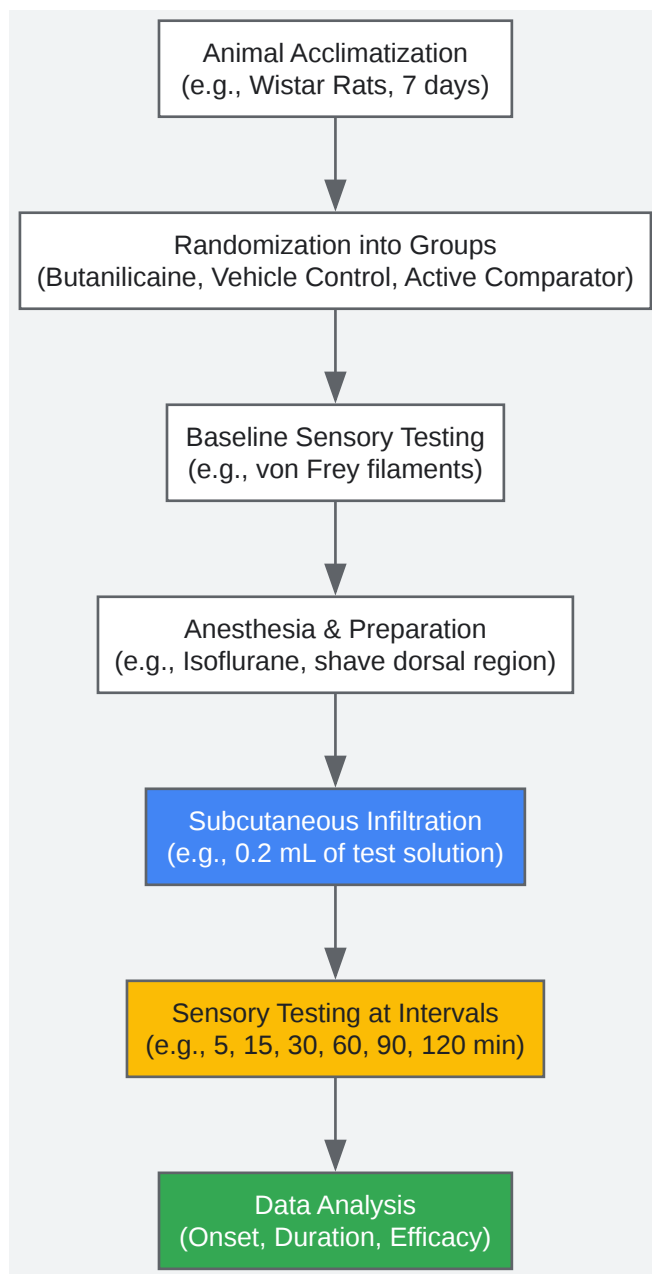 Animal Acclimatization
(e.g., Wistar Rats, 7 days)
Randomization into Groups
(Butanilicaine, Vehicle Control, Active Comparator)
Baseline Sensory Testing
(e.g., von Frey filaments)
Anesthesia & Preparation
(e.g., Isoflurane, shave dorsal region)
Subcutaneous Infiltration
(e.g., 0.2 mL of test solution)
Sensory Testing at Intervals
(e.g., 5, 15, 30, 60, 90, 120 min)
Data Analysis
(Onset, Duration, Efficacy)